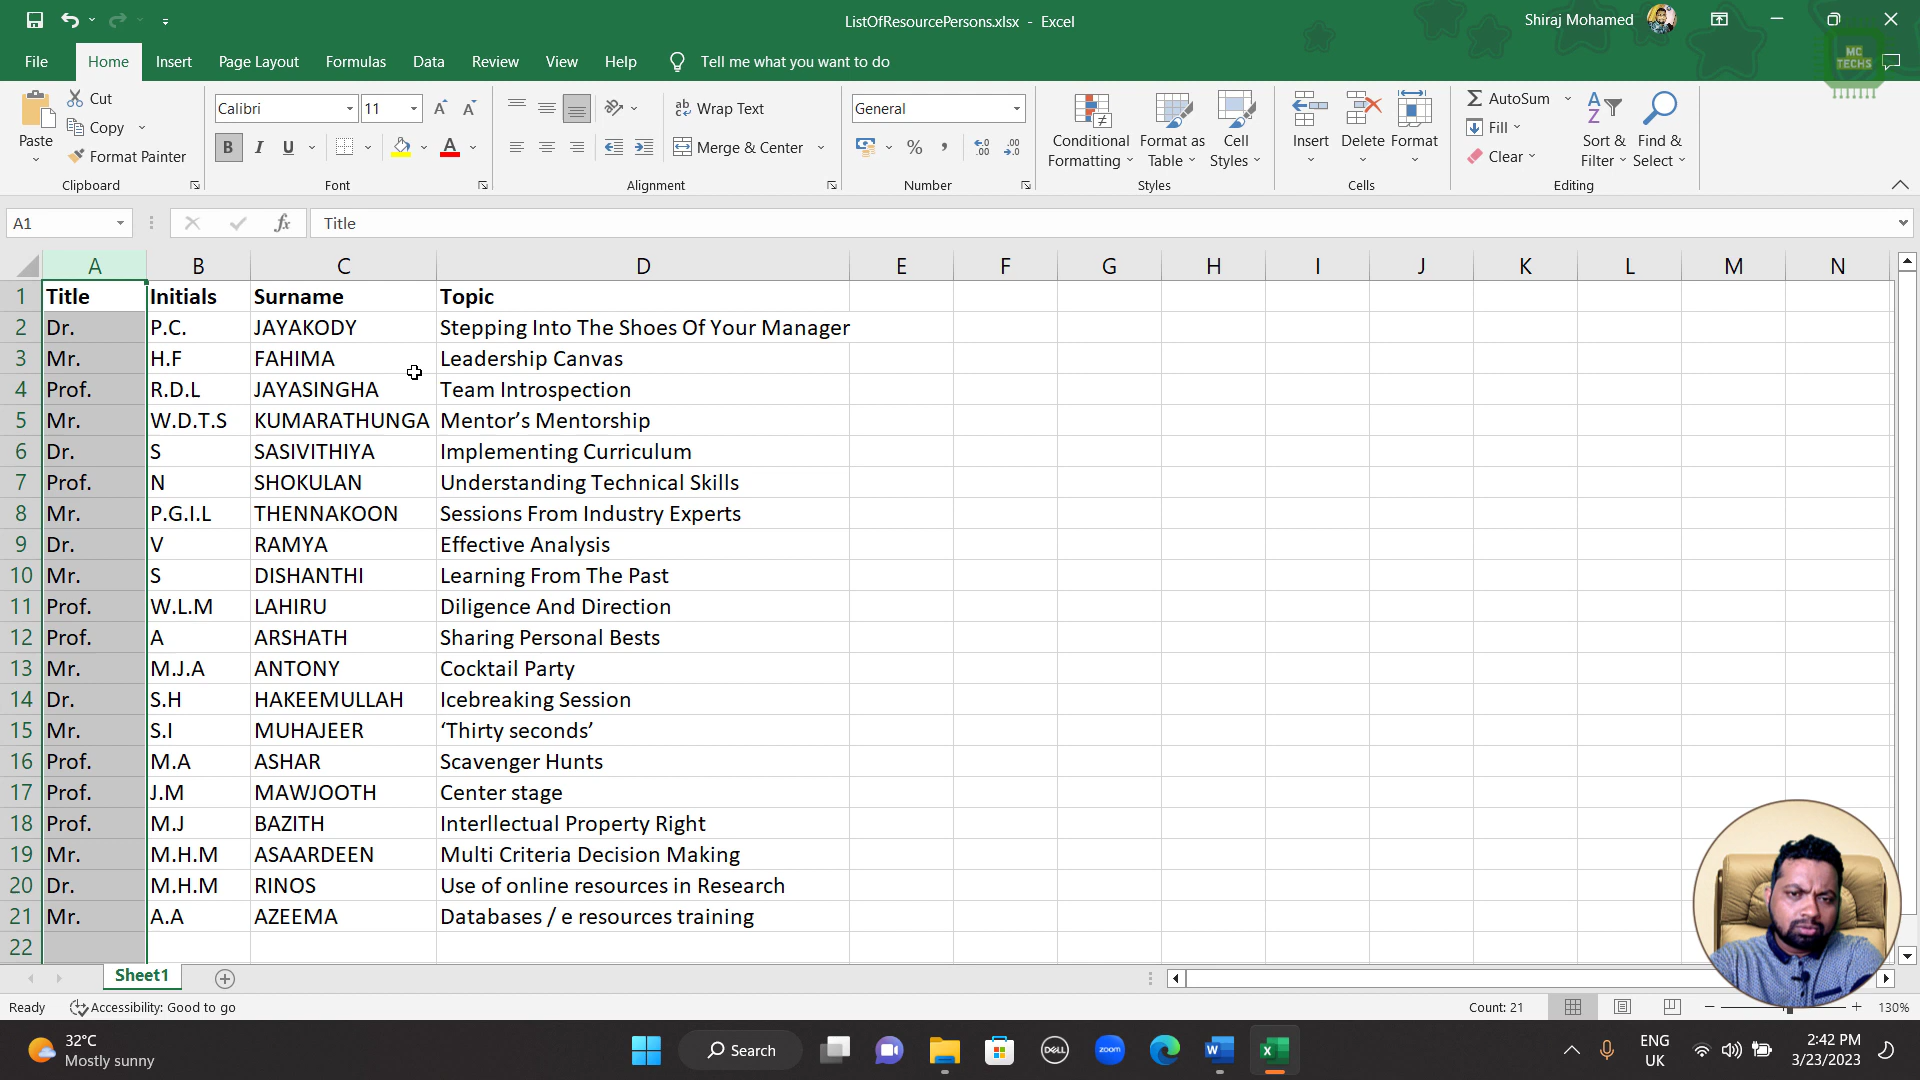 ListOfResourcePersons.xlsx - Excel
Shiraj Mohamed
File Home Insert Page Layout Formulas Data Review View Help Tell me what you want to do
MC
TECHS
Paste
Cut
Copy
Format Painter
Clipboard
Calibri 11
B I U
Font
Wrap Text
Merge & Center
Alignment
General
Number
Conditional
Formatting
Format as
Table
Cell
Styles
Styles
Insert Delete Format
Cells
AutoSum
Fill
Clear
Sort &
Filter
Find &
Select
Editing
A1 fx Title
A B C D E F G H I J K L M N
1 Title Initials Surname Topic
2 Dr. P.C. JAYAKODY Stepping Into The Shoes Of Your Manager
3 Mr. H.F FAHIMA Leadership Canvas
4 Prof. R.D.L JAYASINGHA Team Introspection
5 Mr. W.D.T.S KUMARATHUNGA Mentor’s Mentorship
6 Dr. S SASIVITHIYA Implementing Curriculum
7 Prof. N SHOKULAN Understanding Technical Skills
8 Mr. P.G.I.L THENNAKOON Sessions From Industry Experts
9 Dr. V RAMYA Effective Analysis
10 Mr. S DISHANTHI Learning From The Past
11 Prof. W.L.M LAHIRU Diligence And Direction
12 Prof. A ARSHATH Sharing Personal Bests
13 Mr. M.J.A ANTONY Cocktail Party
14 Dr. S.H HAKEEMULLAH Icebreaking Session
15 Mr. S.I MUHAJEER ‘Thirty seconds’
16 Prof. M.A ASHAR Scavenger Hunts
17 Prof. J.M MAWJOOTH Center stage
18 Prof. M.J BAZITH Interllectual Property Right
19 Mr. M.H.M ASAARDEEN Multi Criteria Decision Making
20 Dr. M.H.M RINOS Use of online resources in Research
21 Mr. A.A AZEEMA Databases / e resources training
22
Sheet1
Ready Accessibility: Good to go Count: 21 130%
32°C
Mostly sunny
Search
DELL
zoom
ENG
UK
2:42 PM
3/23/2023